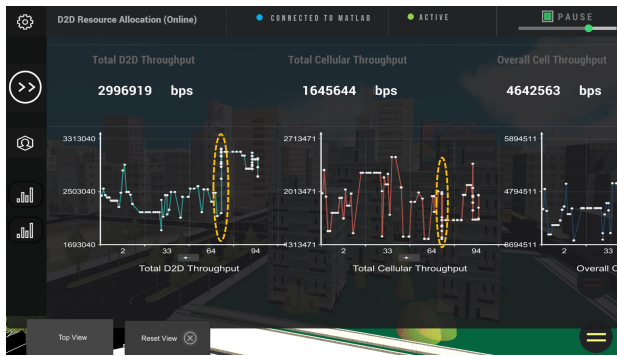 D2D Resource Allocation (Online)
CONNECTED TO MATLAB
ACTIVE
PAUSE
Total D2D Throughput
Total Cellular Throughput
Overall Cell Throughput
2996919 bps
1645644 bps
4642563 bps
>>
3313040
2503040
1693040
2 33 64 94
Total D2D Throughput
2713471
2013471
1313471
2 33 64 94
Total Cellular Throughput
5894511
4794511
3694511
2 33
Overall C
Top View
Reset View